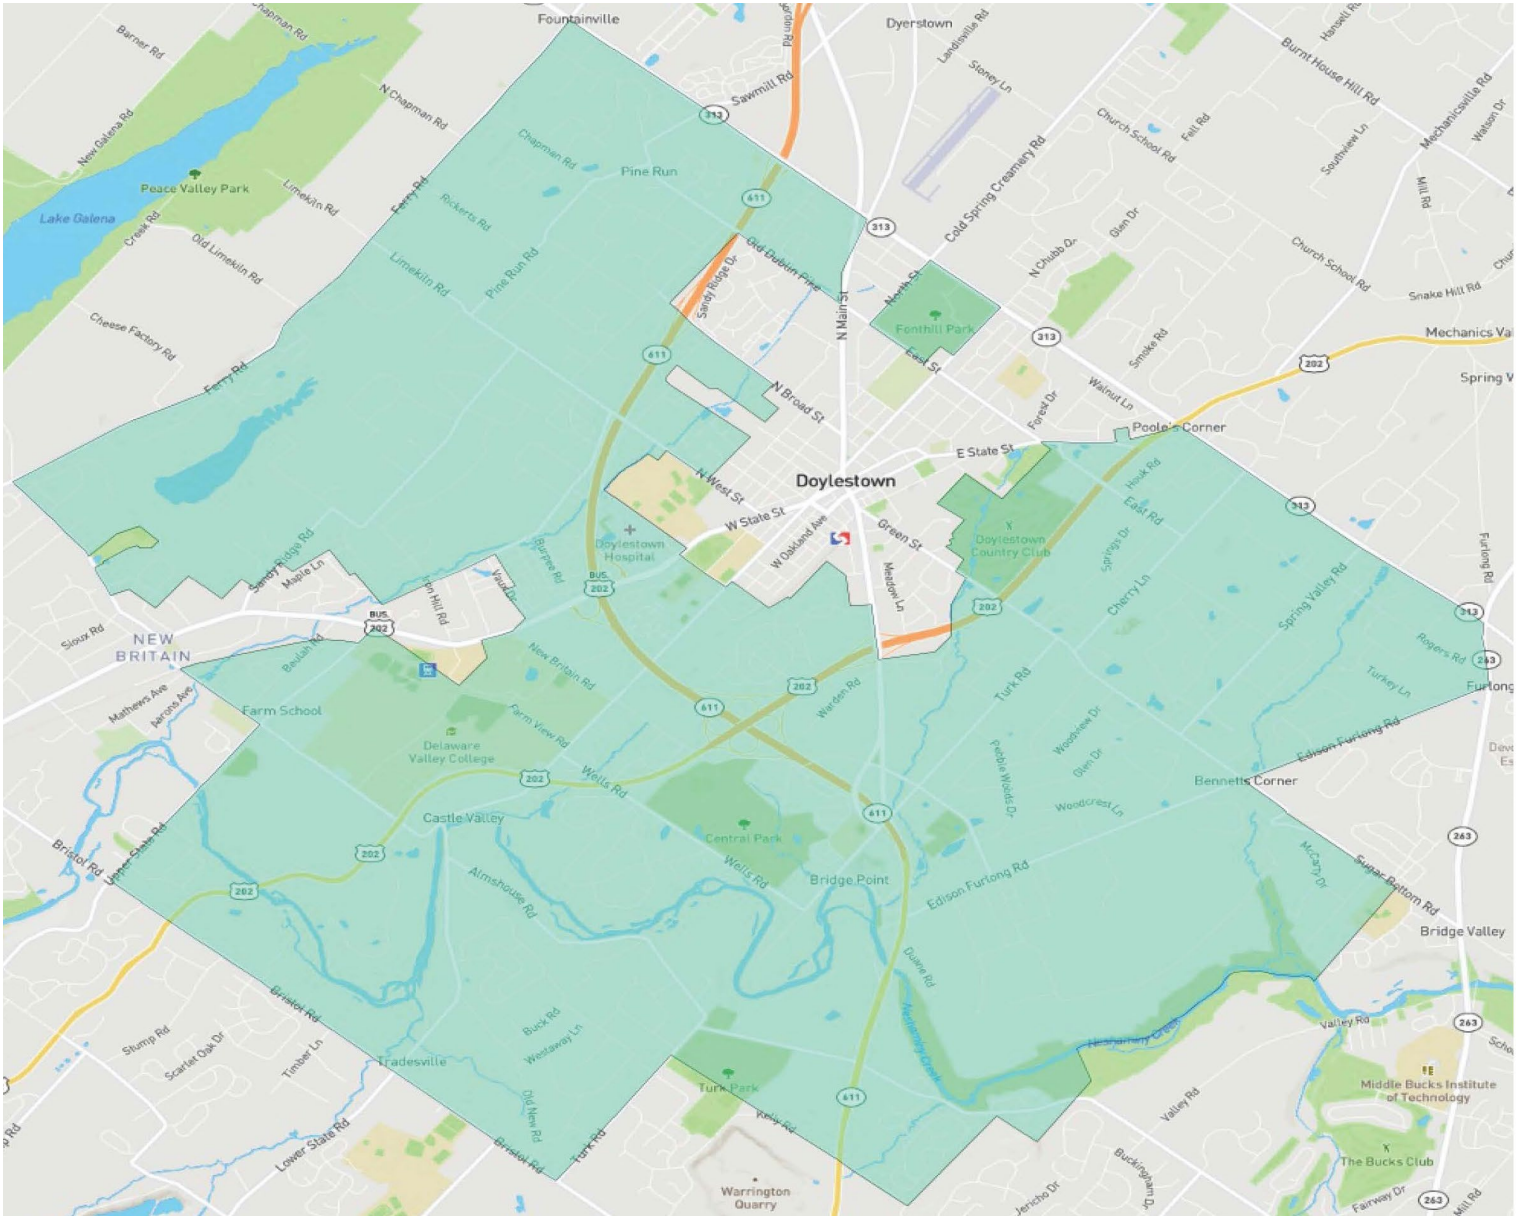 Fountainville
Dyerstown
Chapman Rd
Barner Rd
Gordon Rd
Landisville Rd
Hansell Rd
Burnt House Hill Rd
Stoney Ln
Sawmill Rd
N Chapman Rd
313
Mechanicsville Rd
Watson Dr
New Galena Rd
Church School Rd
Fell Rd
Southview Ln
Chapman Rd
Pine Run
Cold Spring Creamery Rd
Mill Rd
Peace Valley Park
Limekiln Rd
Ferry Rd
611
Rickerts Rd
Lake Galena
Creek Rd
313
Glen Dr
Old Limekiln Rd
Old Dublin Pike
N Chubb Dr
Church School Rd
Limekiln Rd
Pine Run Rd
Sandy Ridge Dr
North St
Snake Hill Rd
N Main St
Cheese Factory Rd
Fonthill Park
313
Smoke Rd
Mechanics Va
611
East St
202
Ferry Rd
Spring V
N Broad St
Walnut Ln
Forest Dr
Poole's Corner
E State St
Doylestown
N West St
Houk Rd
313
W State St
East Rd
Green St
Doylestown
Country Club
W Oakland Ave
Doylestown
Hospital
Springs Dr
Furlong Rd
Sandy Ridge Rd
Maple Ln
Burpee Rd
BUS.
202
Iron Hill Rd
Vaux Dr
Meadow Ln
Cherry Ln
Spring Valley Rd
202
313
BUS.
202
Sioux Rd
NEW
BRITAIN
Beulah Rd
Rogers Rd
263
New Britain Rd
202
Turk Rd
Turkey Ln
Furlong
Mathews Ave
Aarons Ave
Warden Rd
Farm School
611
Farm View Rd
Woodview Dr
Edison Furlong Rd
Delaware
Valley College
Pebble Woods Dr
Glen Dr
202
Wells Rd
Bennetts Corner
Castle Valley
611
Woodcrest Ln
Central Park
263
Upper State Rd
Bristol Rd
202
McCarty Dr
Sugar Bottom Rd
Wells Rd
Bridge Point
Almshouse Rd
Edison Furlong Rd
202
Bridge Valley
Duane Rd
Bristol Rd
Buck Rd
Neshaminy Creek
Valley Rd
263
Neshaminy Creek
Stump Rd
Scarlet Oak Dr
Westaway Ln
Timber Ln
Tradesville
Turk Park
611
Middle Bucks Institute
of Technology
Old New Rd
Kelly Rd
Valley Rd
Lower State Rd
Bristol Rd
Turk Rd
Buckingham Dr
The Bucks Club
Warrington
Quarry
Jericho Dr
Fairway Dr
263
Mill Rd